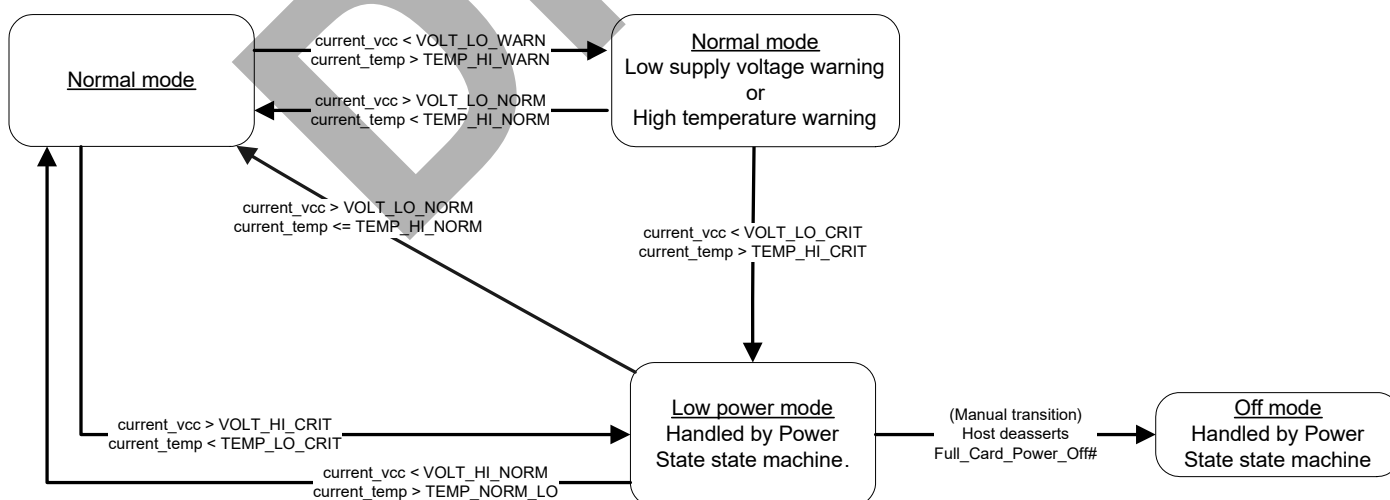 Normal mode
current_vcc < VOLT_LO_WARN
current_temp > TEMP_HI_WARN
current_vcc > VOLT_LO_NORM
current_temp < TEMP_HI_NORM
Normal mode
Low supply voltage warning
or
High temperature warning
current_vcc > VOLT_LO_NORM
current_temp <= TEMP_HI_NORM
current_vcc < VOLT_LO_CRIT
current_temp > TEMP_HI_CRIT
current_vcc > VOLT_HI_CRIT
current_temp < TEMP_LO_CRIT
current_vcc < VOLT_HI_NORM
current_temp > TEMP_NORM_LO
Low power mode
Handled by Power
State state machine.
(Manual transition)
Host deasserts
Full_Card_Power_Off#
Off mode
Handled by Power
State state machine